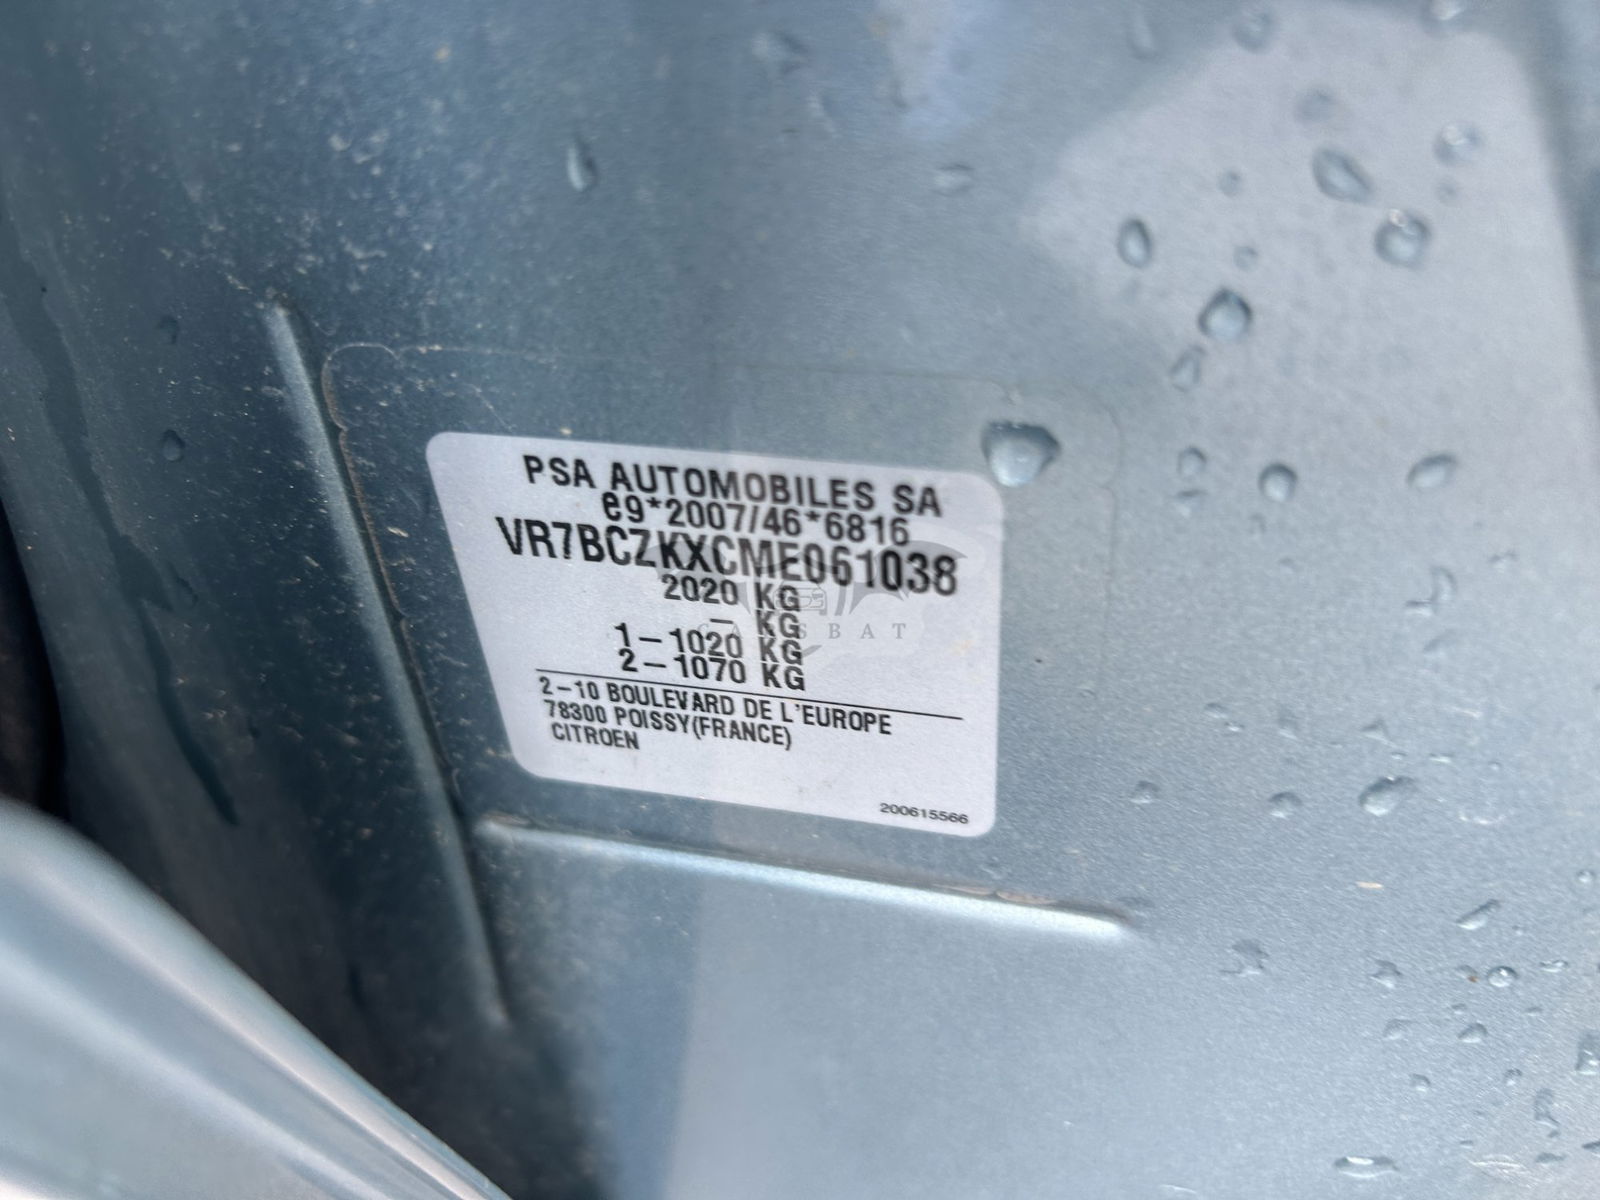 PSA AUTOMOBILES SA
e9*2007/46*6816
VR7BCZKXCME061038
2020 KG
– KG
1–1020 KG
2–1070 KG
2–10 BOULEVARD DE L'EUROPE
78300 POISSY(FRANCE)
CITROEN
200615566
CARSBAT